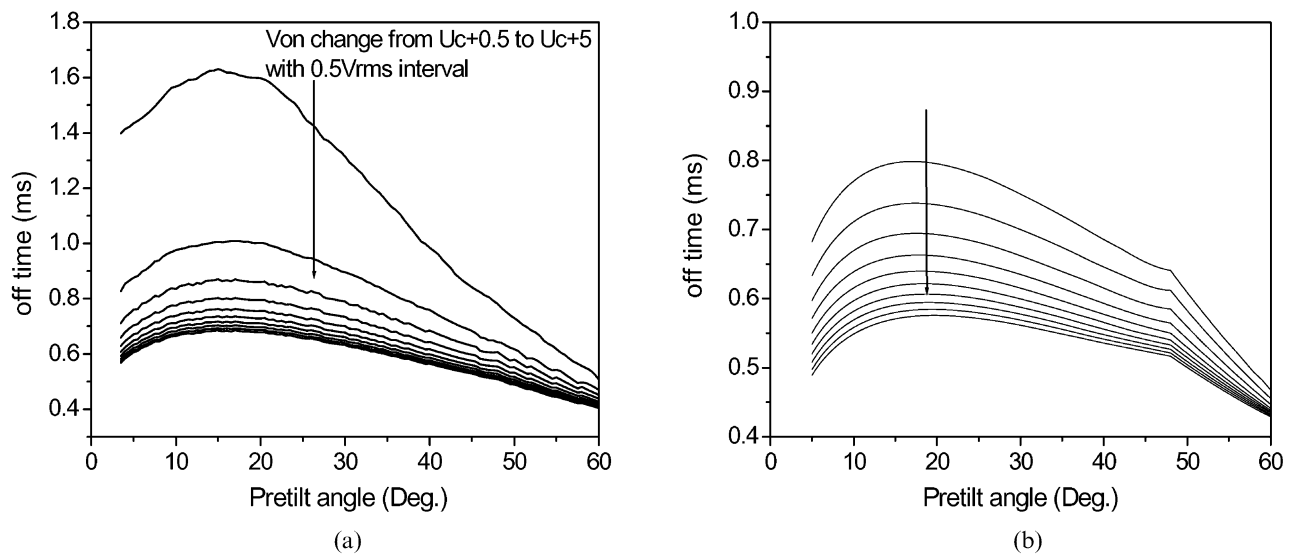 Von change from Uc+0.5 to Uc+5
with 0.5Vrms interval
1.8
1.6
1.4
1.2
1.0
0.8
0.6
0.4
off time (ms)
0 10 20 30 40 50 60
Pretilt angle (Deg.)
(a)
1.0
0.9
0.8
0.7
0.6
0.5
0.4
off time (ms)
0 10 20 30 40 50 60
Pretilt angle (Deg.)
(b)